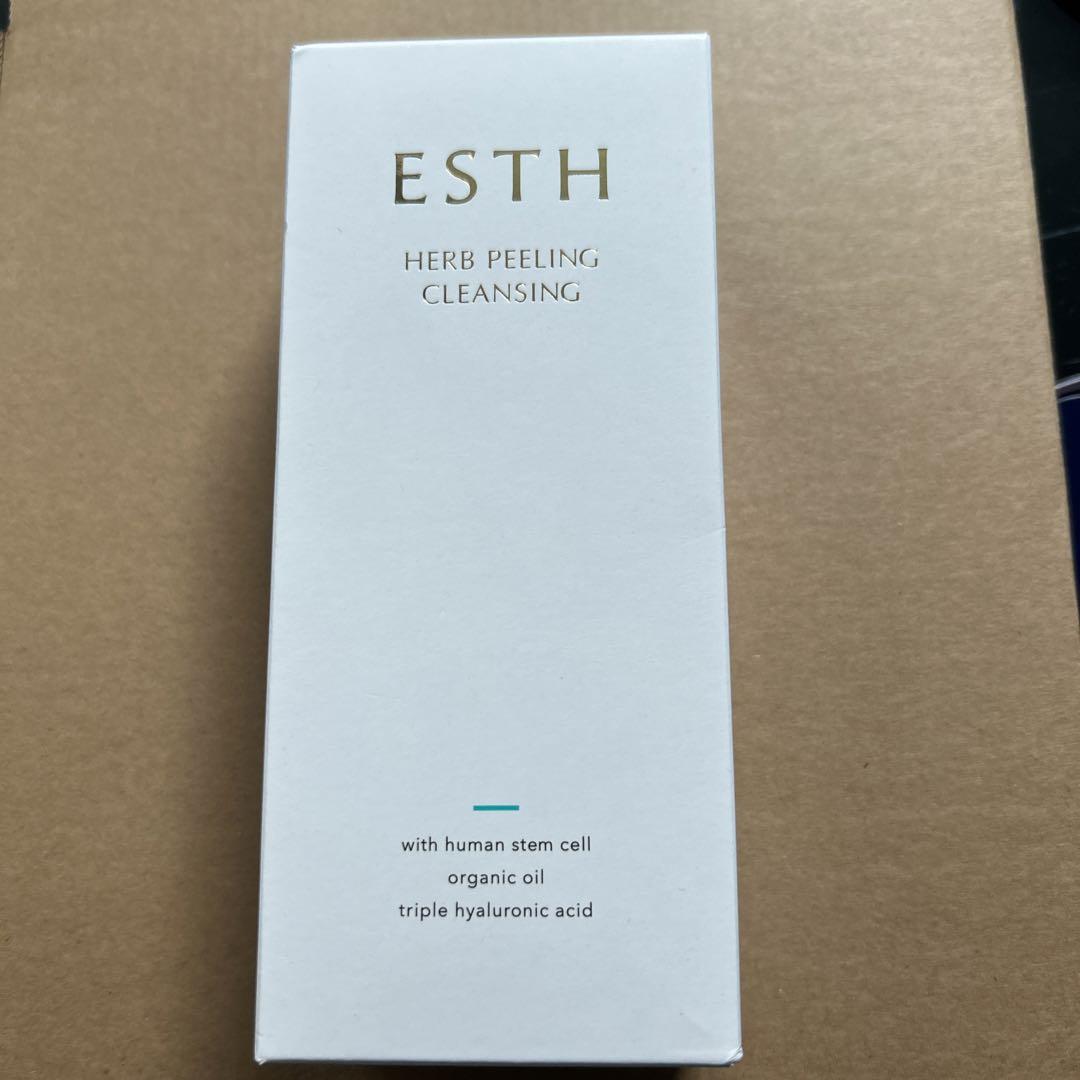 ESTH
HERB PEELING
CLEANSING
with human stem cell
organic oil
triple hyaluronic acid